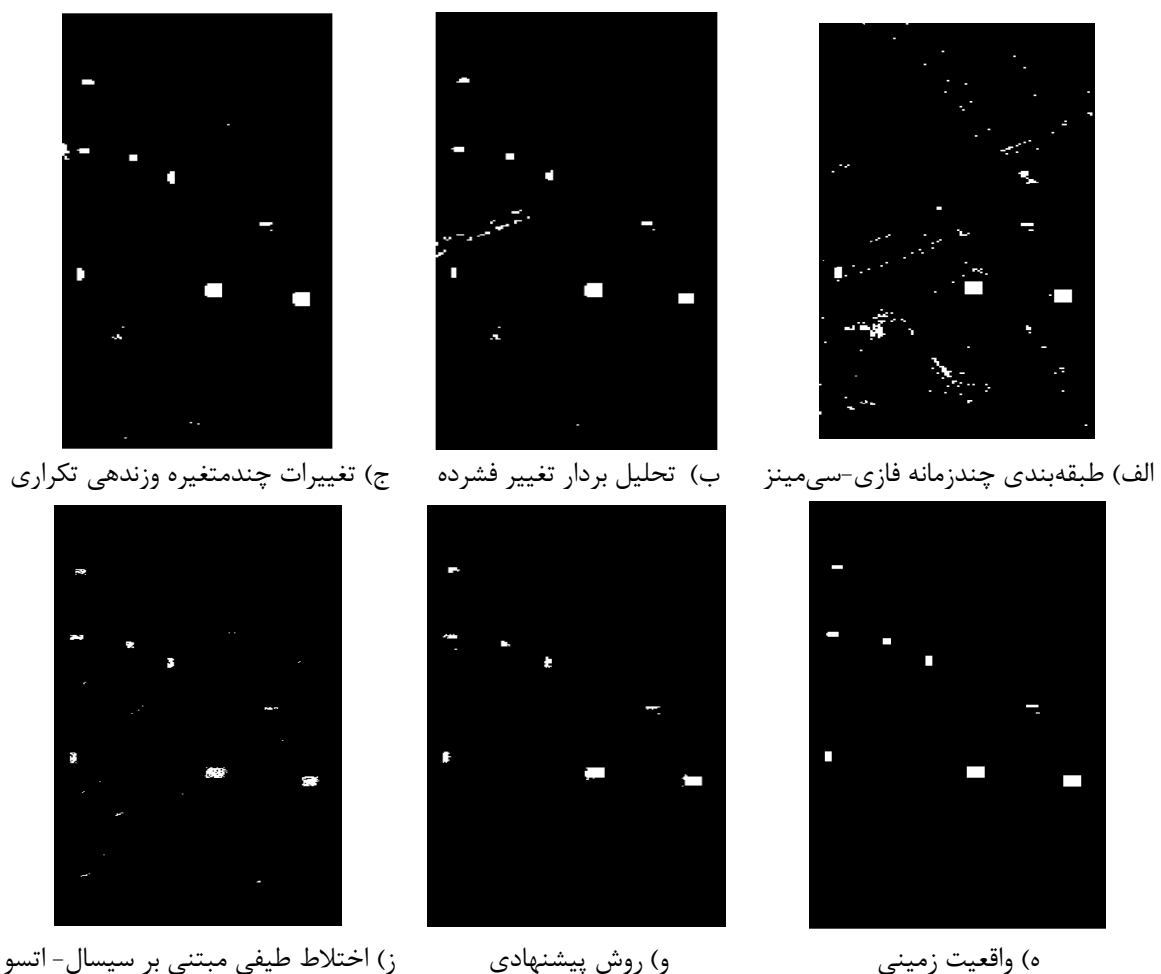 الف) طبقه‌بندی چندزمانه فازی-سی‌مینز
ب) تحلیل بردار تغییر فشرده
ج) تغییرات چندمتغیره وزندهی تکراری
ه) واقعیت زمینی
و) روش پیشنهادی
ز) اختلاط طیفی مبتنی بر سیسال- اتسو